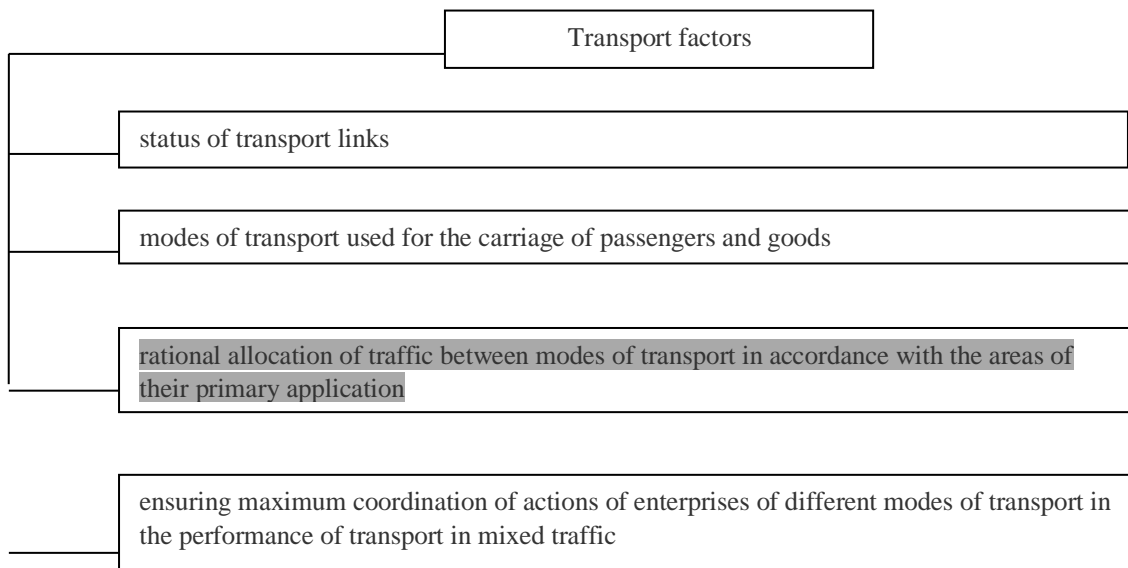 Transport factors
status of transport links
modes of transport used for the carriage of passengers and goods
rational allocation of traffic between modes of transport in accordance with the areas of
their primary application
ensuring maximum coordination of actions of enterprises of different modes of transport in
the performance of transport in mixed traffic